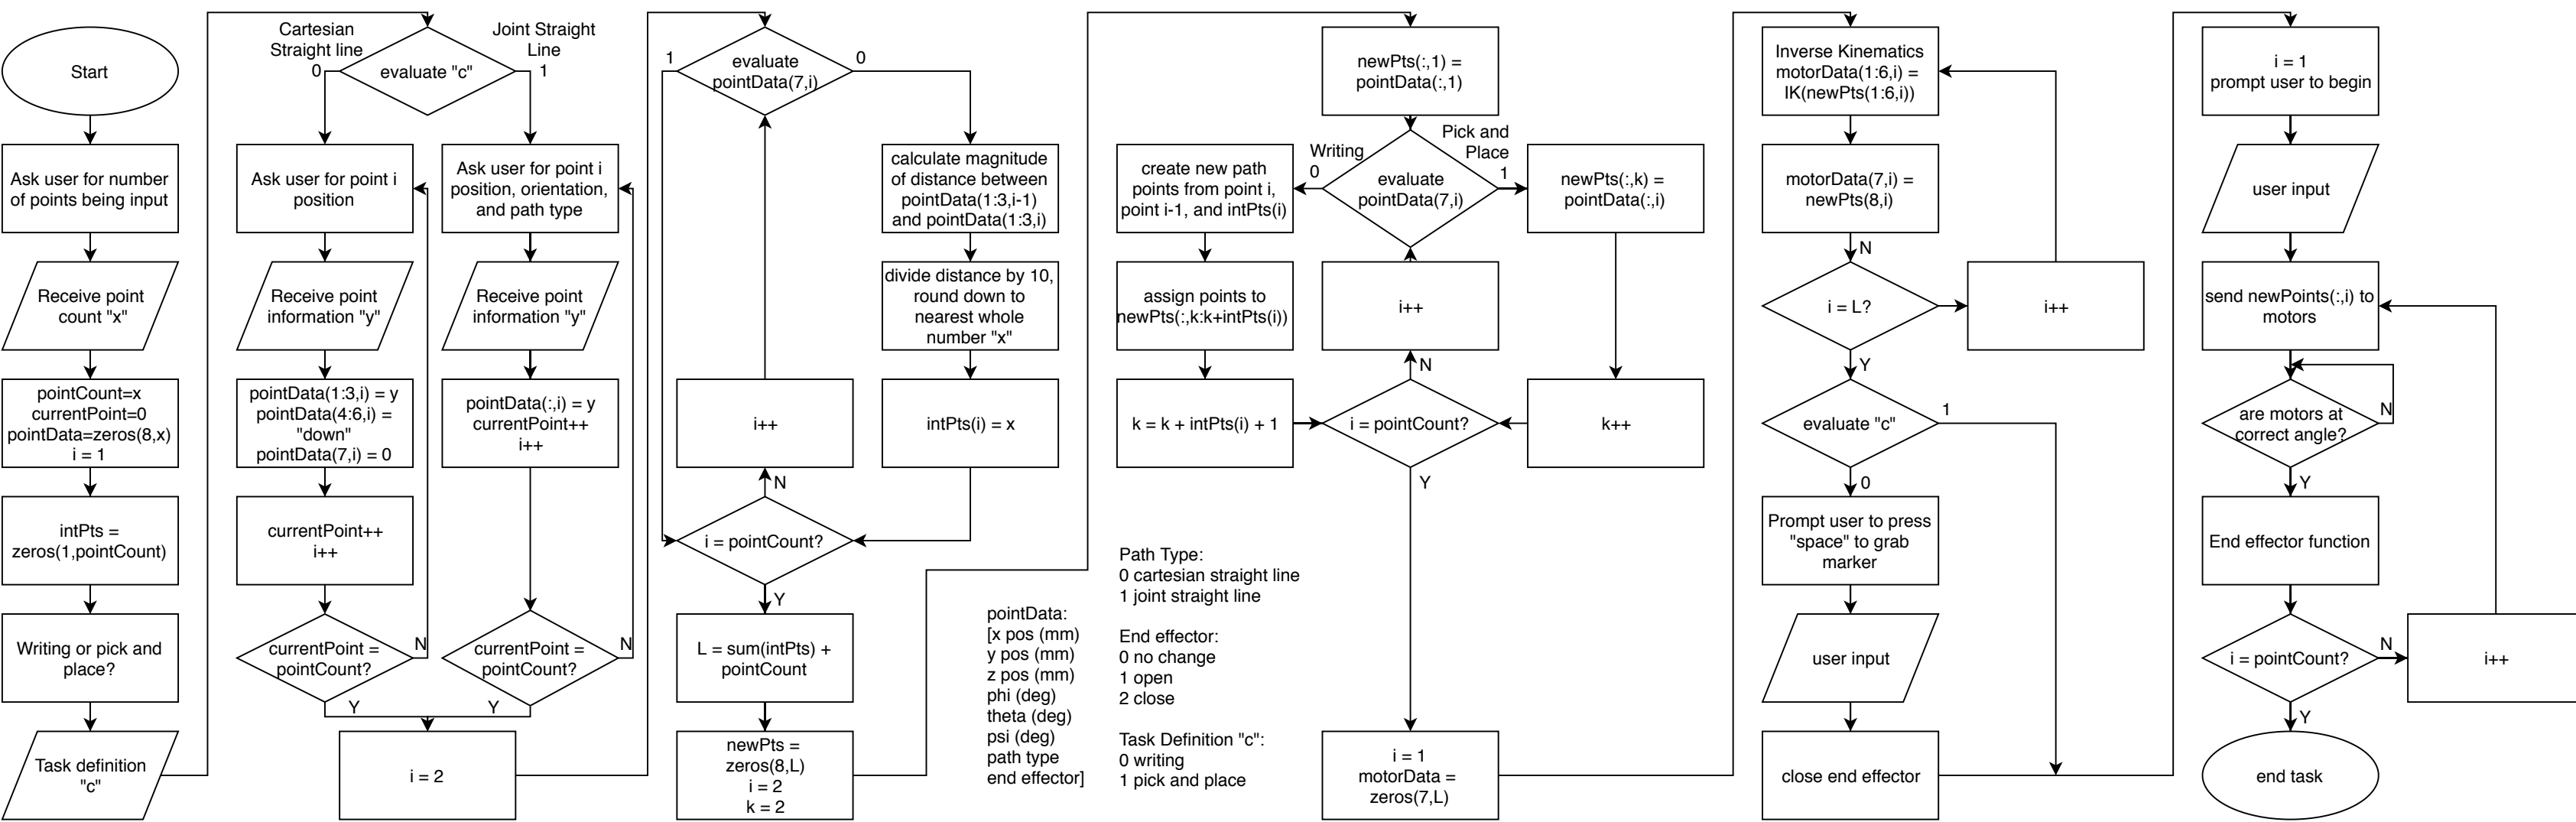 Start
Ask user for number
of points being input
Receive point
count "x"
pointCount=x
currentPoint=0
pointData=zeros(8,x)
i = 1
intPts =
zeros(1,pointCount)
Writing or pick and
place?
Task definition
"c"
Cartesian
Straight line
0
evaluate "c"
Joint Straight
Line
1
Ask user for point i
position
Receive point
information "y"
pointData(1:3,i) = y
pointData(4:6,i) =
"down"
pointData(7,i) = 0
currentPoint++
i++
currentPoint =
pointCount?
N
Y
Ask user for point i
position, orientation,
and path type
Receive point
information "y"
pointData(:,i) = y
currentPoint++
i++
currentPoint =
pointCount?
N
Y
i = 2
1
evaluate
pointData(7,i)
0
calculate magnitude
of distance between
pointData(1:3,i-1)
and pointData(1:3,i)
divide distance by 10,
round down to
nearest whole
number "x"
intPts(i) = x
i++
N
i = pointCount?
Y
L = sum(intPts) +
pointCount
newPts =
zeros(8,L)
i = 2
k = 2
pointData:
[x pos (mm)
y pos (mm)
z pos (mm)
phi (deg)
theta (deg)
psi (deg)
path type
end effector]
Path Type:
0 cartesian straight line
1 joint straight line
End effector:
0 no change
1 open
2 close
Task Definition "c":
0 writing
1 pick and place
newPts(:,1) =
pointData(:,1)
Writing
0
evaluate
pointData(7,i)
Pick and
Place
1
create new path
points from point i,
point i-1, and intPts(i)
assign points to
newPts(:,k:k+intPts(i))
k = k + intPts(i) + 1
newPts(:,k) =
pointData(:,i)
k++
i++
N
i = pointCount?
Y
i = 1
motorData =
zeros(7,L)
Inverse Kinematics
motorData(1:6,i) =
IK(newPts(1:6,i))
motorData(7,i) =
newPts(8,i)
N
i = L?
i++
Y
evaluate "c"
1
0
Prompt user to press
"space" to grab
marker
user input
close end effector
i = 1
prompt user to begin
user input
send newPoints(:,i) to
motors
are motors at
correct angle?
N
Y
End effector function
i = pointCount?
N
i++
Y
end task